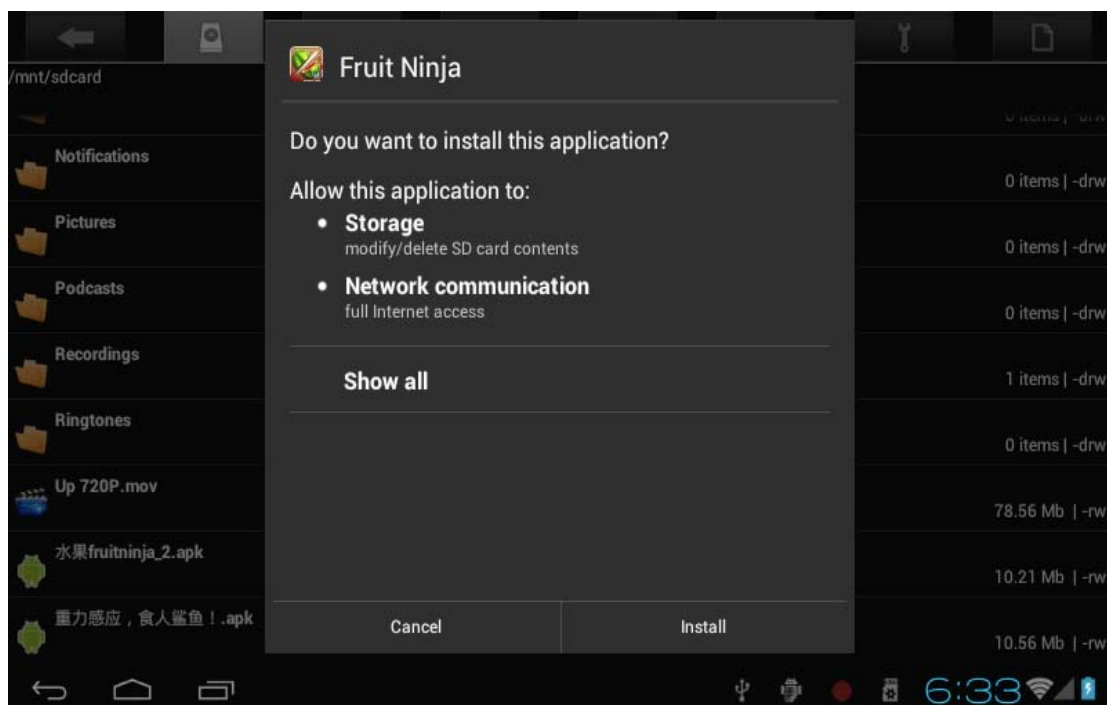 /mnt/sdcard
Fruit Ninja
Do you want to install this application?
Allow this application to:
• Storage
modify/delete SD card contents
• Network communication
full Internet access
Show all
Cancel
Install
Notifications
0 items | -drw
Pictures
0 items | -drw
Podcasts
0 items | -drw
Recordings
1 items | -drw
Ringtones
0 items | -drw
Up 720P.mov
78.56 Mb | -rw
水果fruitninja_2.apk
10.21 Mb | -rw
重力感应，食人鲨鱼！.apk
10.56 Mb | -rw
6:33